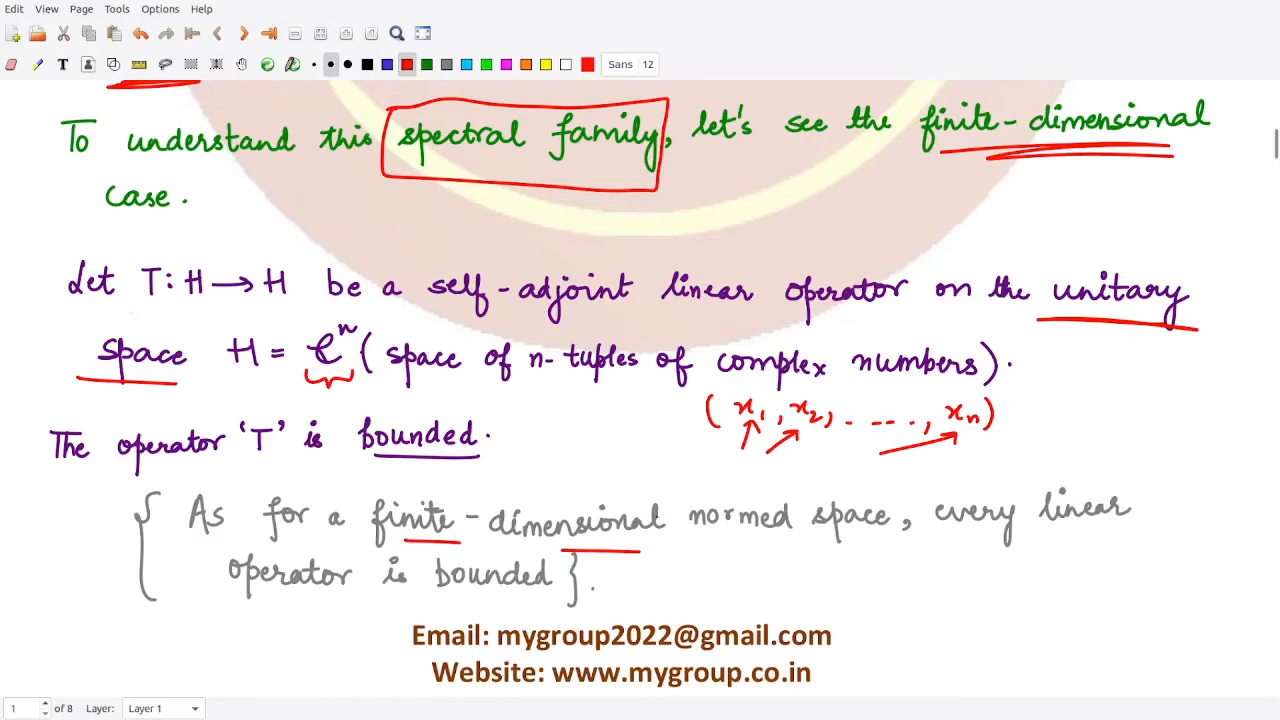 Edit View Page Tools Options Help
Sans 12
To understand this spectral family, let's see the finite-dimensional
case.
Let T: H → H be a self-adjoint linear operator on the unitary
space H = ℂⁿ (space of n-tuples of complex numbers).
(x₁, x₂, . --- ., xₙ)
The operator 'T' is bounded.
{ As for a finite-dimensional normed space, every linear
operator is bounded }.
Email: mygroup2022@gmail.com
Website: www.mygroup.co.in
1 of 8 Layer: Layer 1